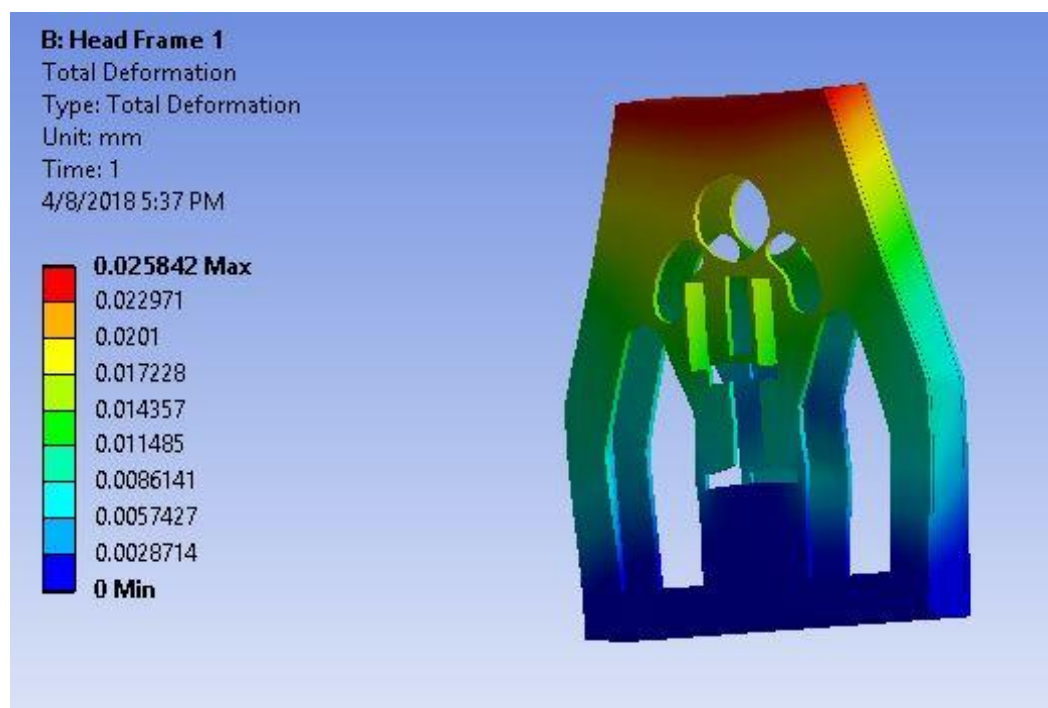 B: Head Frame 1
Total Deformation
Type: Total Deformation
Unit: mm
Time: 1
4/8/2018 5:37 PM
0.025842 Max
0.022971
0.0201
0.017228
0.014357
0.011485
0.0086141
0.0057427
0.0028714
0 Min